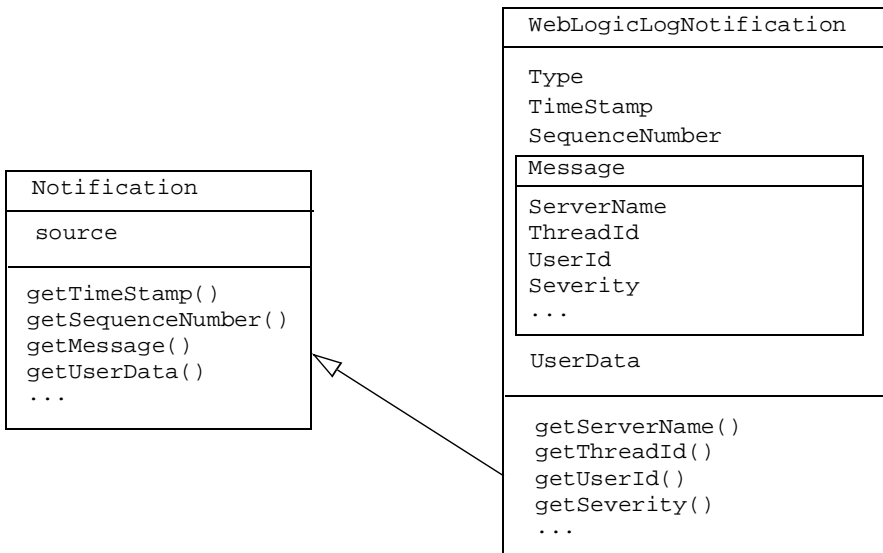 Notification
source
getTimeStamp()
getSequenceNumber()
getMessage()
getUserData()
...
WebLogicLogNotification
Type
TimeStamp
SequenceNumber
Message
ServerName
ThreadId
UserId
Severity
...
UserData
getServerName()
getThreadId()
getUserId()
getSeverity()
...